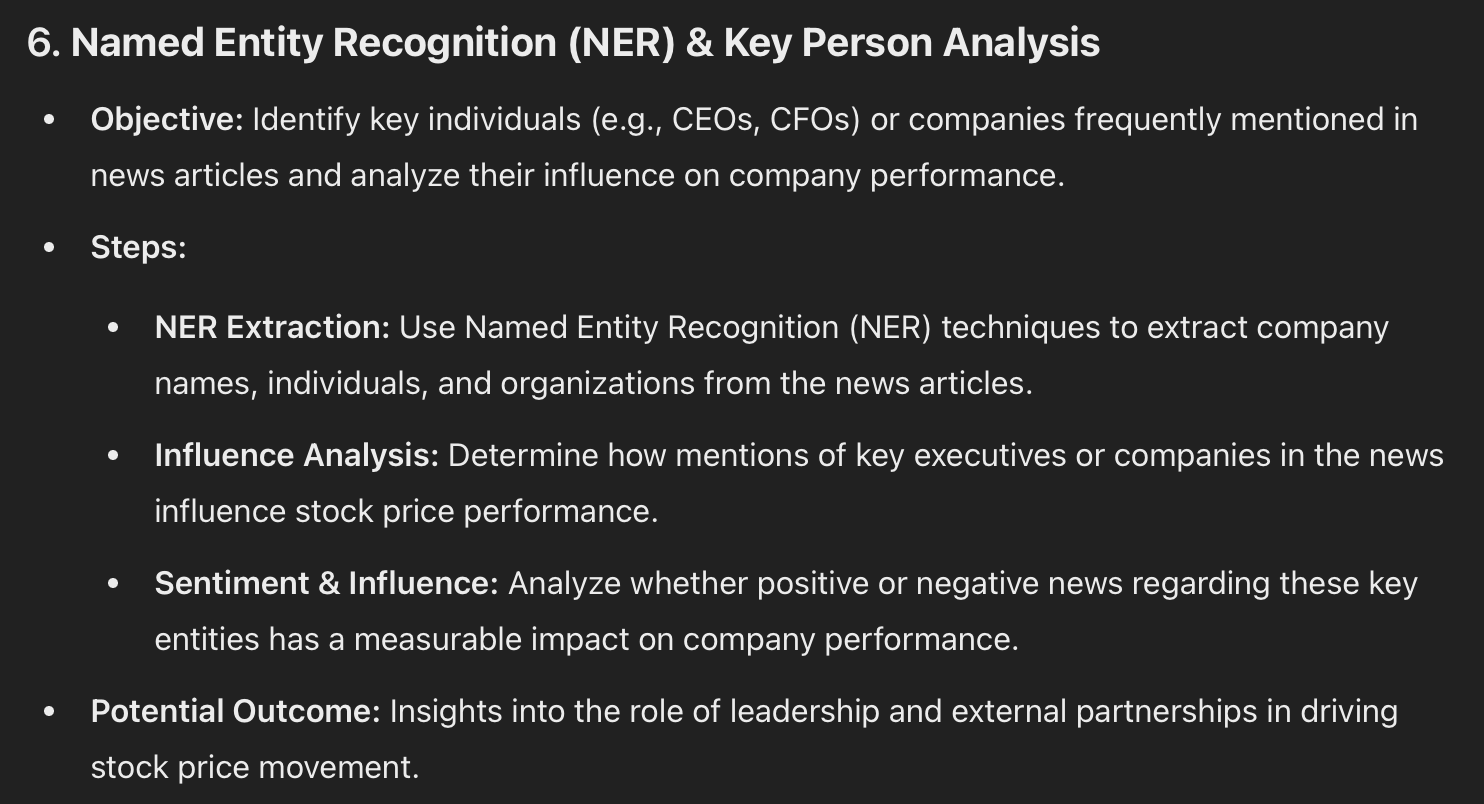 6. Named Entity Recognition (NER) & Key Person Analysis
• Objective: Identify key individuals (e.g., CEOs, CFOs) or companies frequently mentioned in
news articles and analyze their influence on company performance.
• Steps:
• NER Extraction: Use Named Entity Recognition (NER) techniques to extract company
names, individuals, and organizations from the news articles.
• Influence Analysis: Determine how mentions of key executives or companies in the news
influence stock price performance.
• Sentiment & Influence: Analyze whether positive or negative news regarding these key
entities has a measurable impact on company performance.
• Potential Outcome: Insights into the role of leadership and external partnerships in driving
stock price movement.